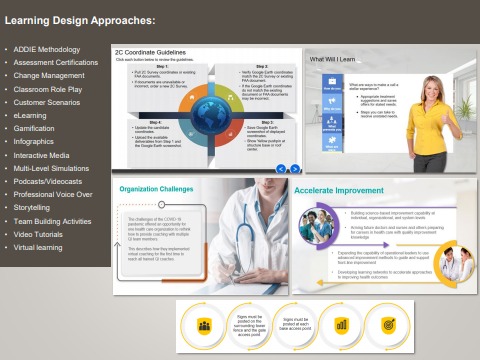 Learning Design Approaches:
• ADDIE Methodology
• Assessment Certifications
• Change Management
• Classroom Role Play
• Customer Scenarios
• eLearning
• Gamification
• Infographics
• Interactive Media
• Multi-Level Simulations
• Podcasts/Videocasts
• Professional Voice Over
• Storytelling
• Team Building Activities
• Video Tutorials
• Virtual learning
2C Coordinate Guidelines
Click each button below to review the guidelines.
Step 1:
• Pull 2C Survey coordinates or existing
FAA documents.
• If documents are unavailable or
incorrect, order a new 2C Survey.
Step 2:
• Verify Google Earth coordinates
match the 2C Survey or existing
FAA document.
• If the Google Earth coordinates
do not match the existing
document or FAA documents
may be incorrect.
Step 4:
• Update the candidate
coordinates.
• Upload the available
deliverables from Step 1 and
the Google Earth screenshot.
Step 3:
• Save Google Earth
screenshot of displayed
coordinates.
• Show Yellow pushpin at
structure base or roof
center.
What Will I Learn
What are ways to make a call a
stellar experience?
• Appropriate treatment
suggestions and saves
offers for stated needs.
• Steps you can take to
resolve unstated needs.
Organization Challenges
The challenges of the COVID-19
pandemic offered an opportunity for
one health care organization to rethink
how to provide coaching with multiple
QI team members.
This describes how they implemented
virtual coaching for the first time to
reach all trained QI coaches.
Accelerate Improvement
• Building science-based improvement capability at
individual, organizational, and system levels
• Among future doctors and nurses and others preparing
for careers in health care with quality improvement
knowledge
• Expanding the capability of operational leaders to use
advanced improvement methods to guide and support
front line improvement
• Developing learning networks to accelerate approaches
to improving health outcomes
Signs must be
posted on the
surrounding tower
fence and the gate
access point.
Signs must be
posted at each
base access point.